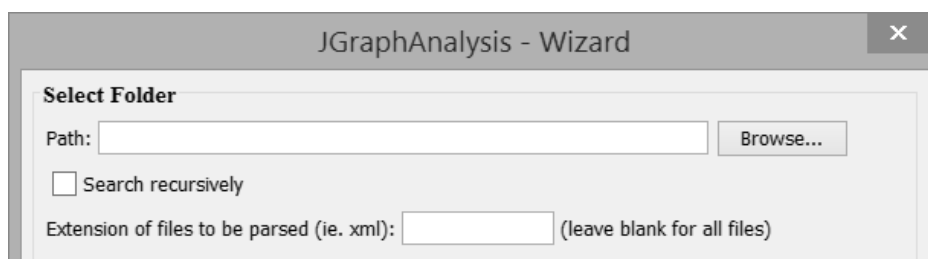 JGraphAnalysis - Wizard
Select Folder
Path: Browse...
Search recursively
Extension of files to be parsed (ie. xml): (leave blank for all files)